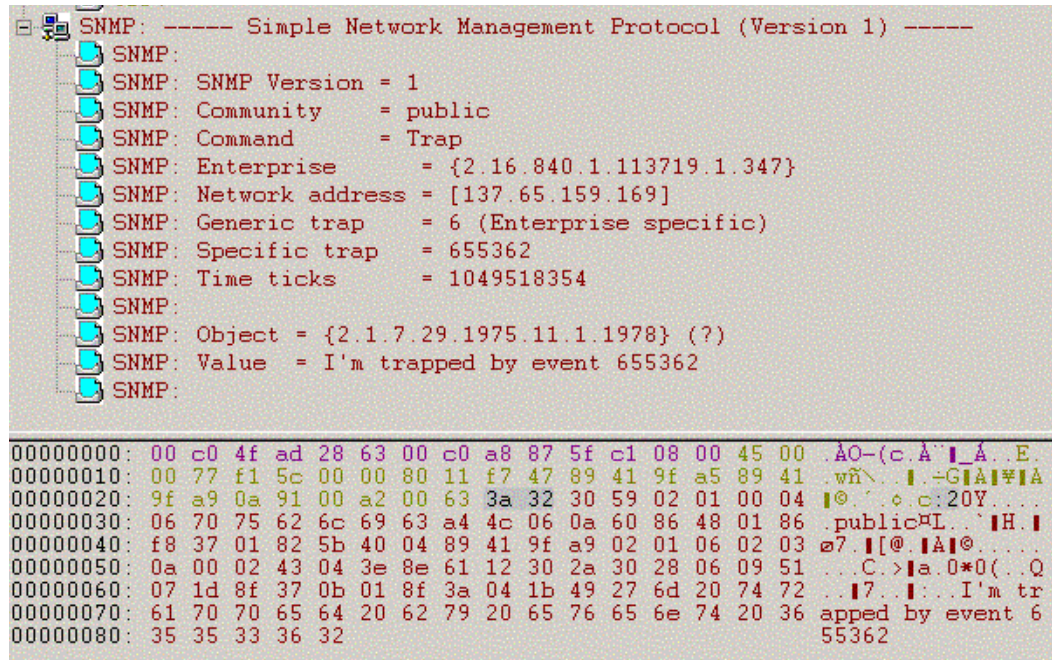 SNMP: ----- Simple Network Management Protocol (Version 1) -----
SNMP:
SNMP: SNMP Version = 1
SNMP: Community     = public
SNMP: Command       = Trap
SNMP: Enterprise      = {2.16.840.1.113719.1.347}
SNMP: Network address = [137.65.159.169]
SNMP: Generic trap    = 6 (Enterprise specific)
SNMP: Specific trap   = 655362
SNMP: Time ticks      = 1049518354
SNMP:
SNMP: Object = {2.1.7.29.1975.11.1.1978} (?)
SNMP: Value  = I'm trapped by event 655362
SNMP:
00000000: 00 c0 4f ad 28 63 00 c0 a8 87 5f c1 08 00 45 00 .ÀO-(c.À¨▮_Á..E.
00000010: 00 77 f1 5c 00 00 80 11 f7 47 89 41 9f a5 89 41 .wñ\..▮.÷G▮A▮¥▮A
00000020: 9f a9 0a 91 00 a2 00 63 3a 32 30 59 02 01 00 04 ▮©.´.¢.c:20Y....
00000030: 06 70 75 62 6c 69 63 a4 4c 06 0a 60 86 48 01 86 .public¤L..`▮H.▮
00000040: f8 37 01 82 5b 40 04 89 41 9f a9 02 01 06 02 03 ø7.▮[@.▮A▮©.....
00000050: 0a 00 02 43 04 3e 8e 61 12 30 2a 30 28 06 09 51 ...C.>▮a.0*0(..Q
00000060: 07 1d 8f 37 0b 01 8f 3a 04 1b 49 27 6d 20 74 72 ..▮7..▮:..I'm tr
00000070: 61 70 70 65 64 20 62 79 20 65 76 65 6e 74 20 36 apped by event 6
00000080: 35 35 33 36 32 55362